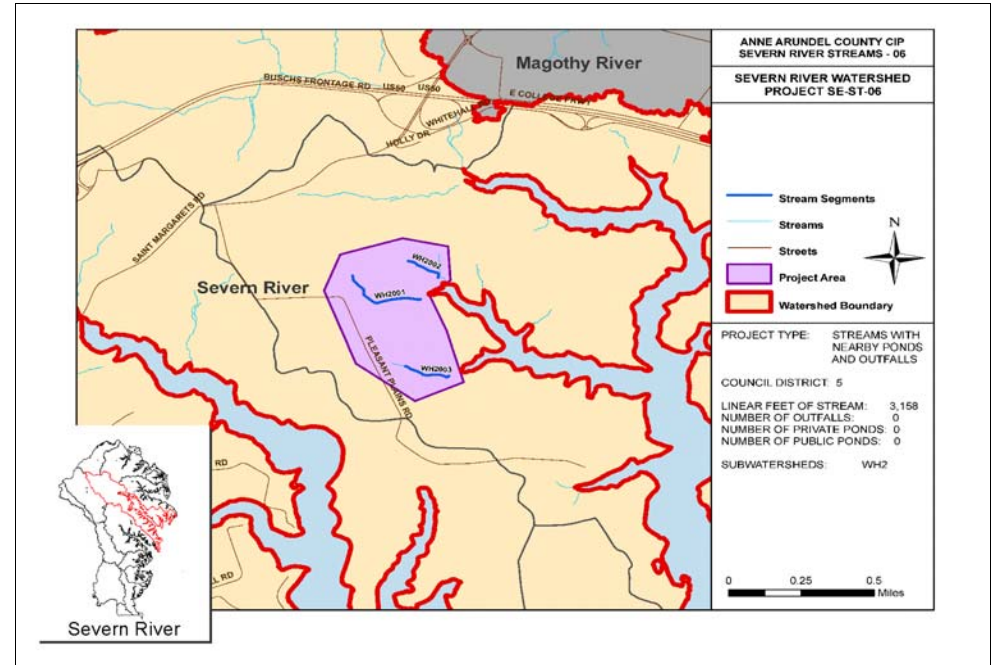 ANNE ARUNDEL COUNTY CIP
SEVERN RIVER STREAMS - 06
SEVERN RIVER WATERSHED
PROJECT SE-ST-06
Magothy River
BUSCHS FRONTAGE RD
US50
US50
E COLLEGE PKWY
WHITEHALL
HOLLY DR
SAINT MARGARETS RD
Severn River
WH2002
WH2001
WH2003
PLEASANT PLAINS RD
RD
RD
Stream Segments
Streams
Streets
Project Area
Watershed Boundary
N
PROJECT TYPE: STREAMS WITH
NEARBY PONDS
AND OUTFALLS
COUNCIL DISTRICT: 5
LINEAR FEET OF STREAM: 3,158
NUMBER OF OUTFALLS: 0
NUMBER OF PRIVATE PONDS: 0
NUMBER OF PUBLIC PONDS: 0
SUBWATERSHEDS: WH2
0 0.25 0.5
Miles
Severn River